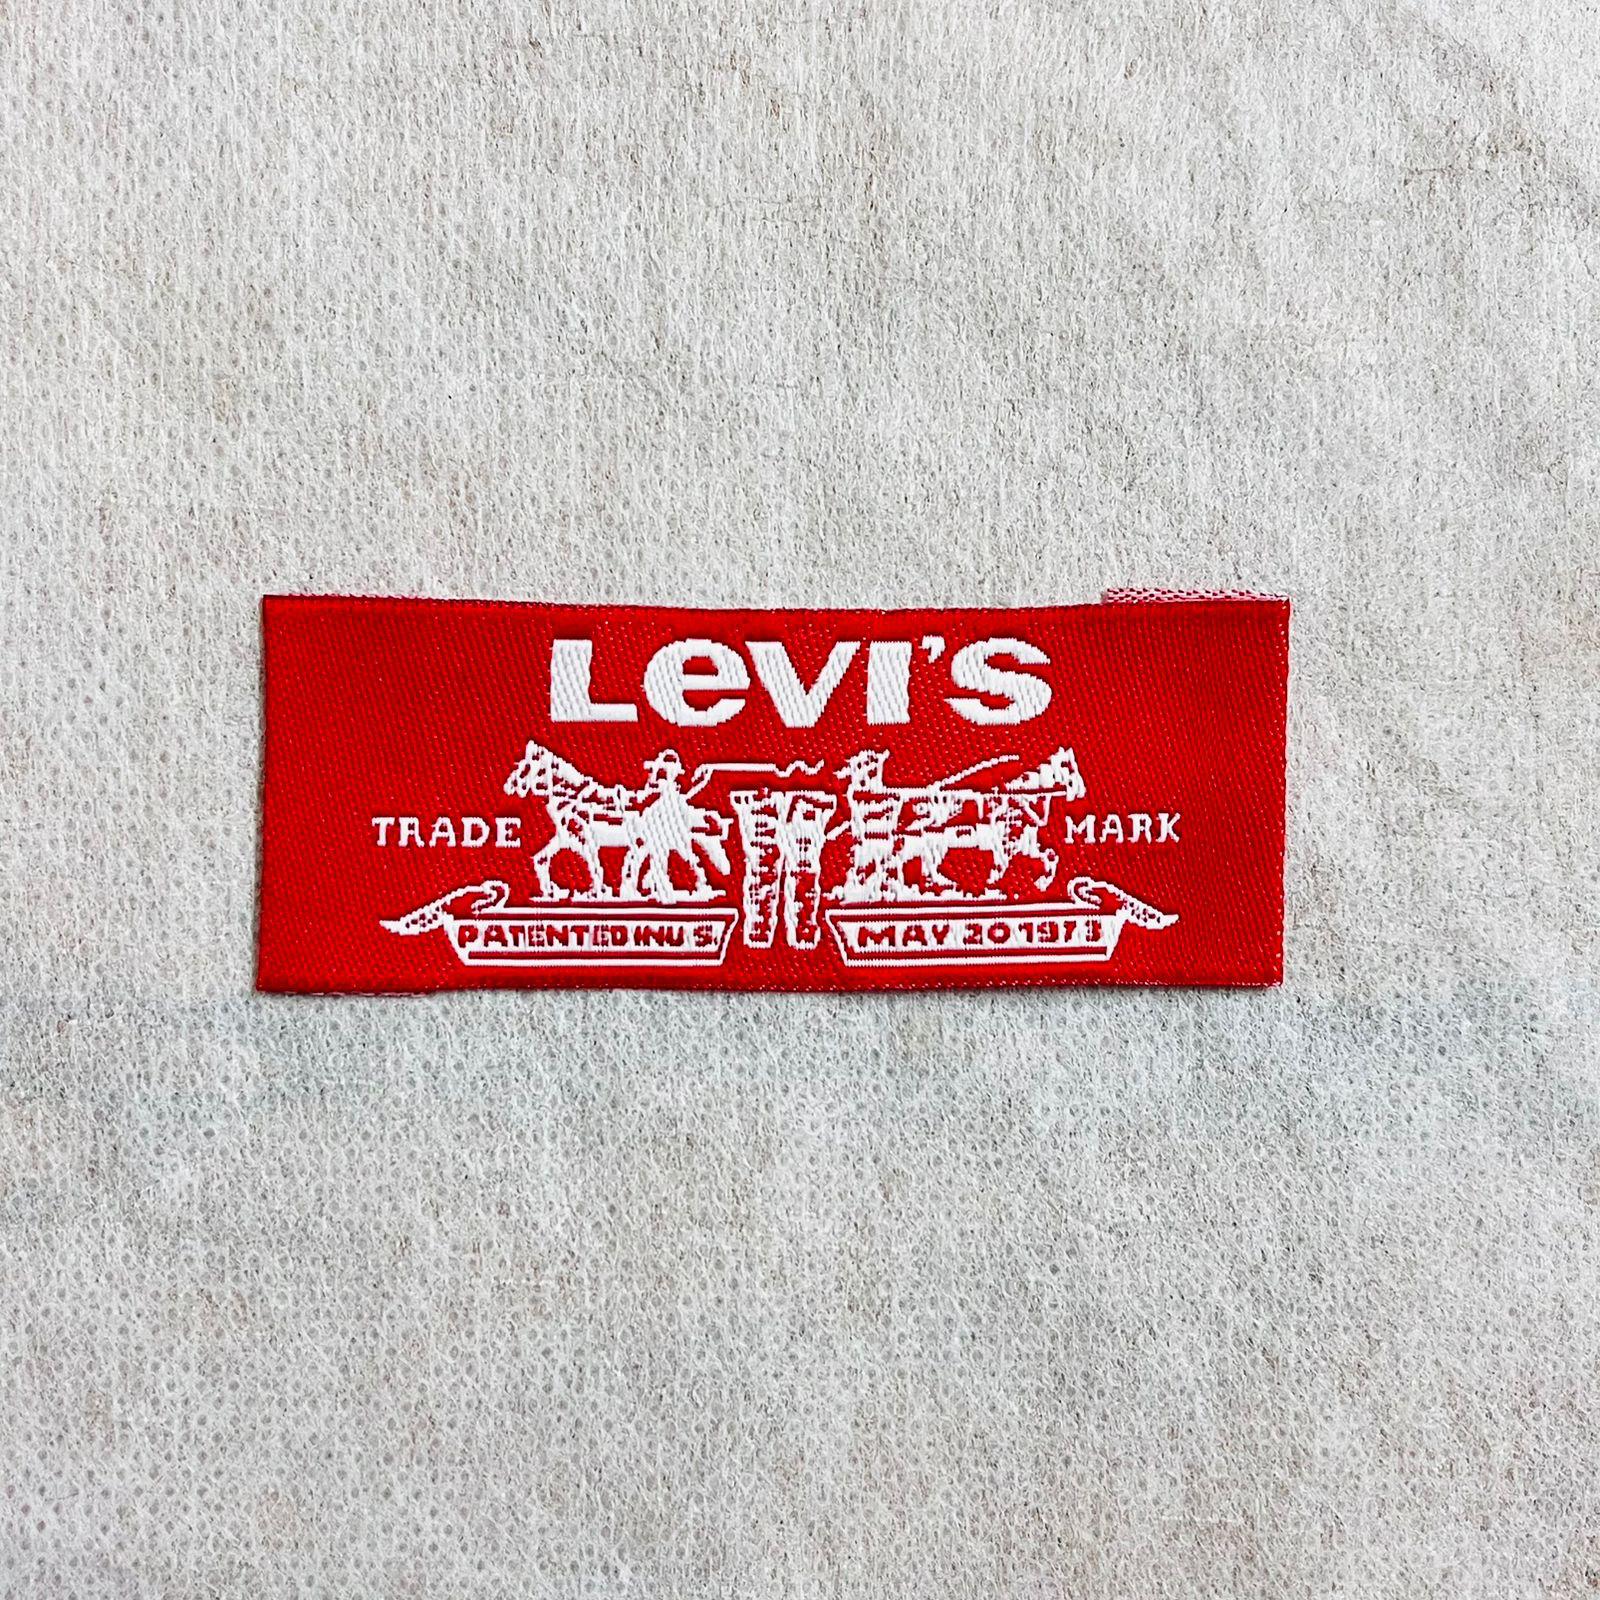 Levi's
TRADE MARK
PATENTED IN U S. MAY 20 1973